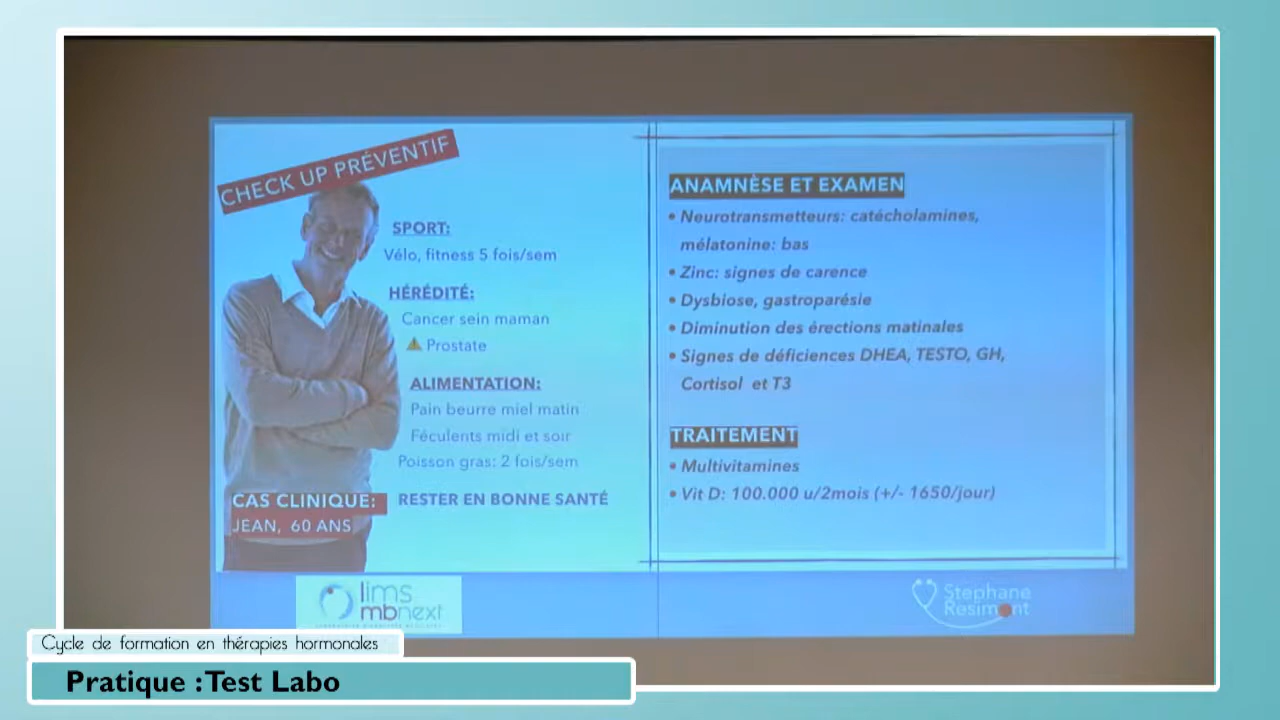 CHECK UP PRÉVENTIF
SPORT:
Vélo, fitness 5 fois/sem
HÉRÉDITÉ:
Cancer sein maman
Prostate
ALIMENTATION:
Pain beurre miel matin
Féculents midi et soir
Poisson gras: 2 fois/sem
CAS CLINIQUE:
RESTER EN BONNE SANTÉ
JEAN, 60 ANS
ANAMNÈSE ET EXAMEN
• Neurotransmetteurs: catécholamines,
mélatonine: bas
• Zinc: signes de carence
• Dysbiose, gastroparésie
• Diminution des érections matinales
• Signes de déficiences DHEA, TESTO, GH,
Cortisol et T3
TRAITEMENT
• Multivitamines
• Vit D: 100.000 u/2mois (+/- 1650/jour)
lims
mbnext
Stephane
Resimont
Cycle de formation en thérapies hormonales
Pratique : Test Labo